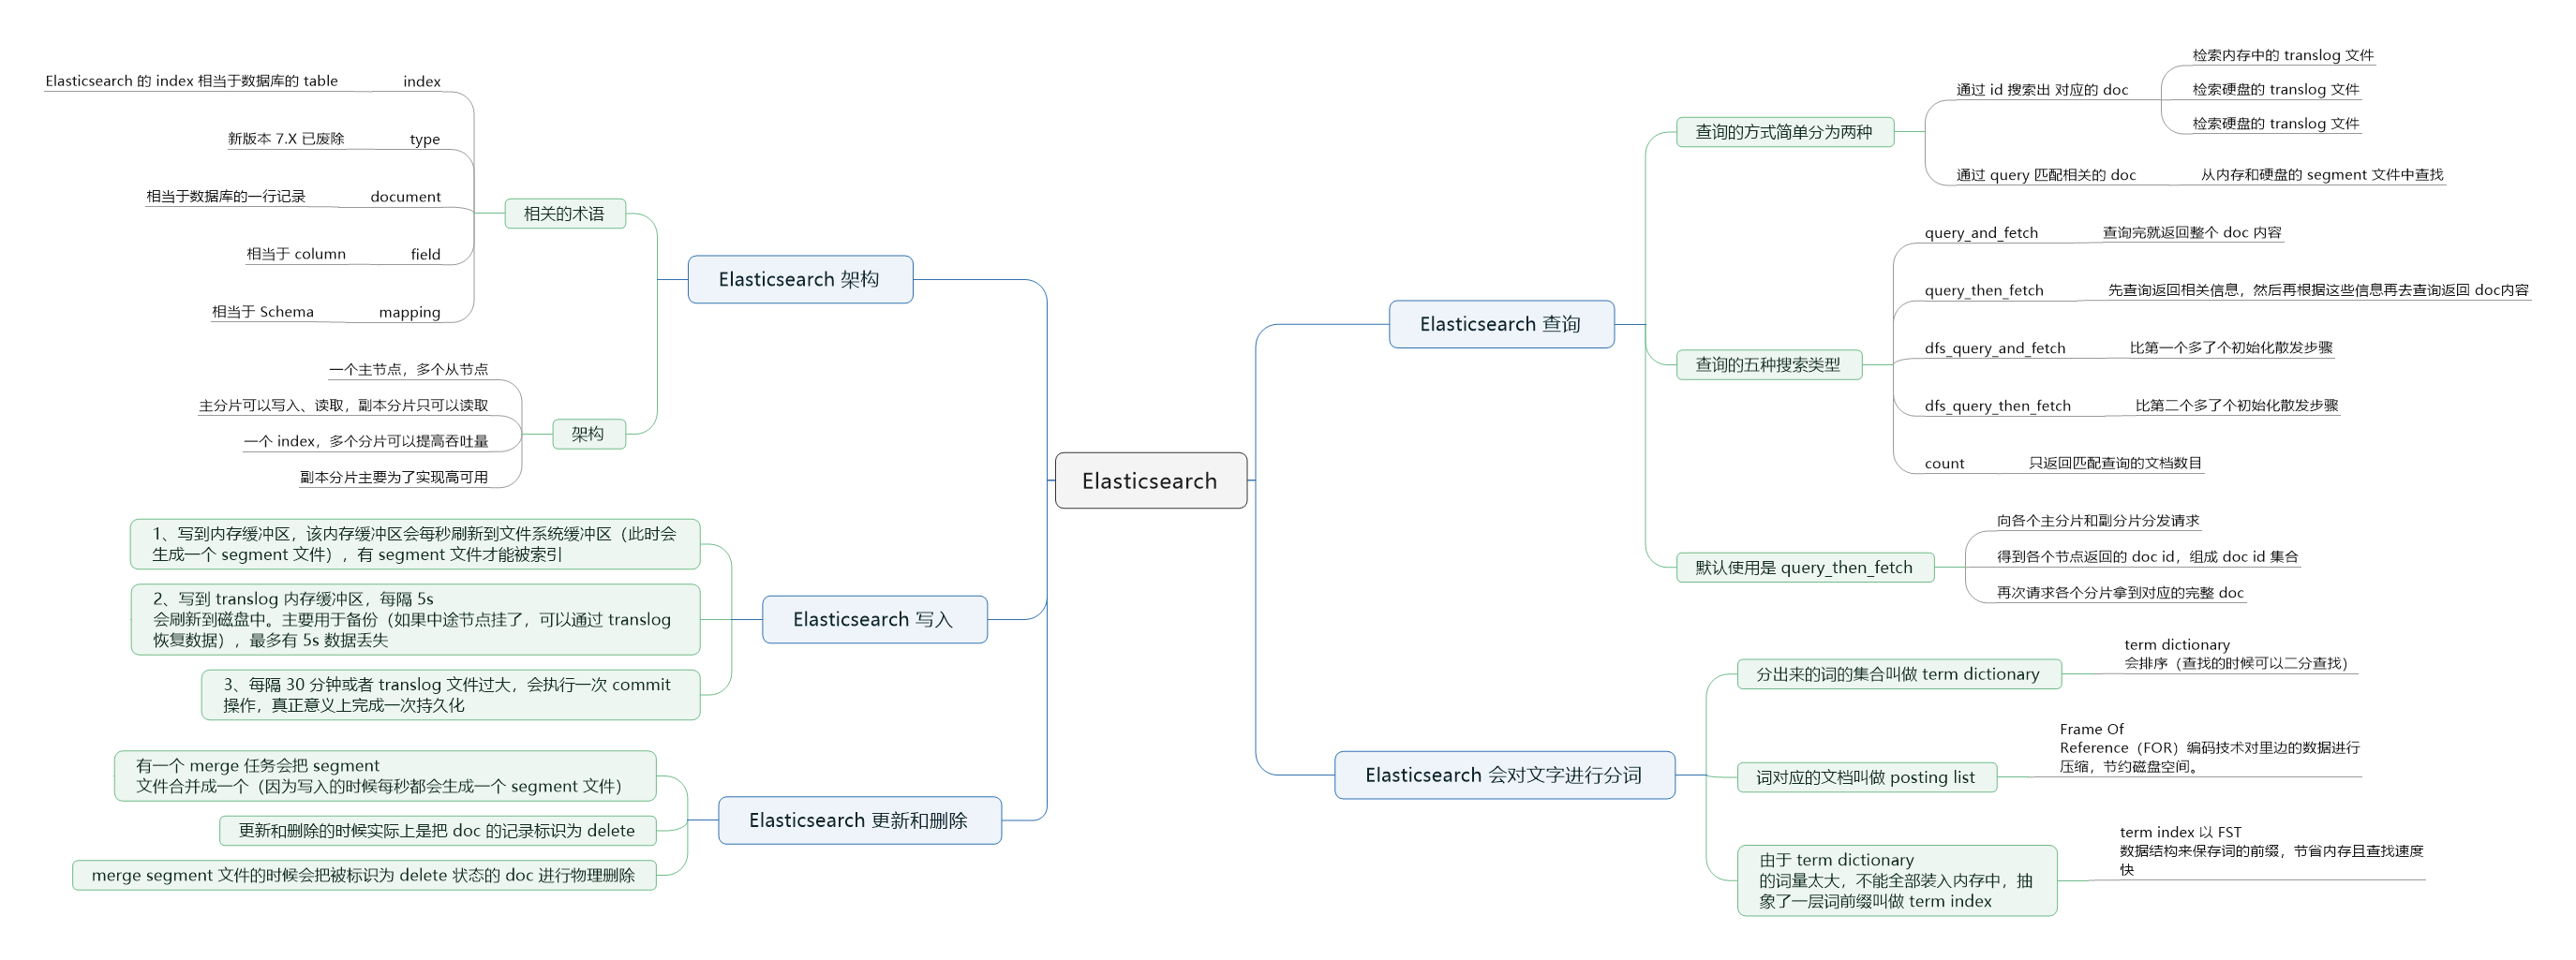 Elasticsearch
Elasticsearch 架构
相关的术语
index
Elasticsearch 的 index 相当于数据库的 table
type
新版本 7.X 已废除
document
相当于数据库的一行记录
field
相当于 column
mapping
相当于 Schema
架构
一个主节点，多个从节点
主分片可以写入、读取，副本分片只可以读取
一个 index，多个分片可以提高吞吐量
副本分片主要为了实现高可用
Elasticsearch 写入
1、写到内存缓冲区，该内存缓冲区会每秒刷新到文件系统缓冲区（此时会
生成一个 segment 文件），有 segment 文件才能被索引
2、写到 translog 内存缓冲区，每隔 5s
会刷新到磁盘中。主要用于备份（如果中途节点挂了，可以通过 translog
恢复数据），最多有 5s 数据丢失
3、每隔 30 分钟或者 translog 文件过大，会执行一次 commit
操作，真正意义上完成一次持久化
Elasticsearch 更新和删除
有一个 merge 任务会把 segment
文件合并成一个（因为写入的时候每秒都会生成一个 segment 文件）
更新和删除的时候实际上是把 doc 的记录标识为 delete
merge segment 文件的时候会把被标识为 delete 状态的 doc 进行物理删除
Elasticsearch 查询
查询的方式简单分为两种
通过 id 搜索出 对应的 doc
检索内存中的 translog 文件
检索硬盘的 translog 文件
检索硬盘的 translog 文件
通过 query 匹配相关的 doc
从内存和硬盘的 segment 文件中查找
查询的五种搜索类型
query_and_fetch
查询完就返回整个 doc 内容
query_then_fetch
先查询返回相关信息，然后再根据这些信息再去查询返回 doc内容
dfs_query_and_fetch
比第一个多了个初始化散发步骤
dfs_query_then_fetch
比第二个多了个初始化散发步骤
count
只返回匹配查询的文档数目
默认使用是 query_then_fetch
向各个主分片和副分片分发请求
得到各个节点返回的 doc id，组成 doc id 集合
再次请求各个分片拿到对应的完整 doc
Elasticsearch 会对文字进行分词
分出来的词的集合叫做 term dictionary
term dictionary
会排序（查找的时候可以二分查找）
词对应的文档叫做 posting list
Frame Of
Reference（FOR）编码技术对里边的数据进行
压缩，节约磁盘空间。
由于 term dictionary
的词量太大，不能全部装入内存中，抽
象了一层词前缀叫做 term index
term index 以 FST
数据结构来保存词的前缀，节省内存且查找速度
快